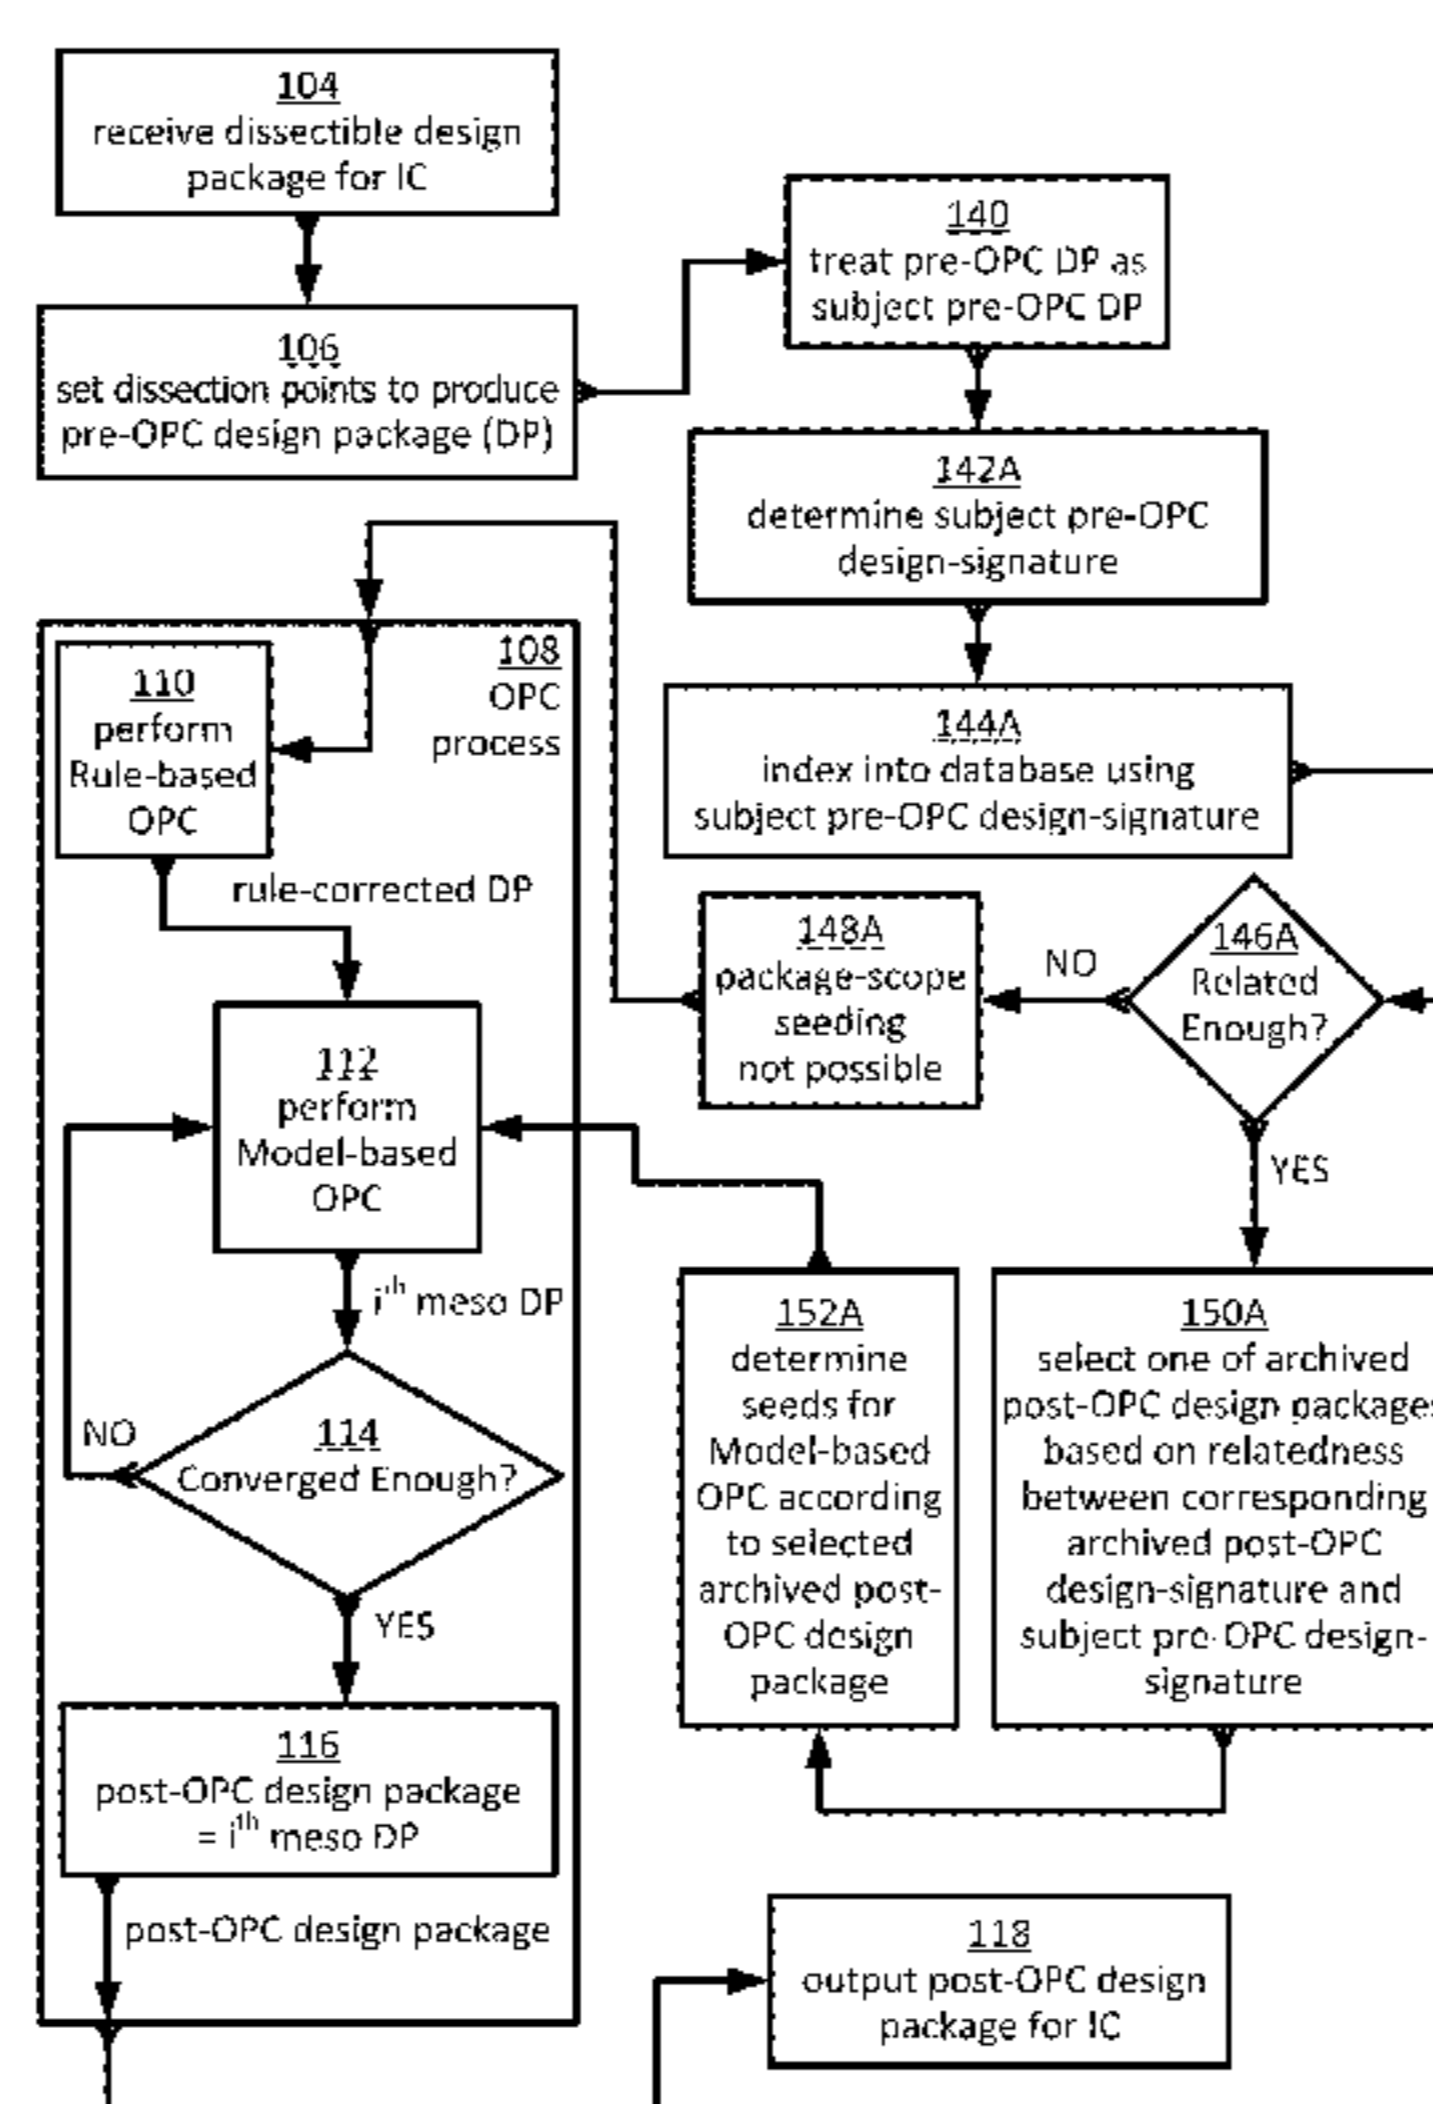 104
receive dissectible design
package for IC
106
set dissection points to produce
pre-OPC design package (DP)
140
treat pre-OPC DP as
subject pre-OPC DP
142A
determine subject pre-OPC
design-signature
144A
index into database using
subject pre-OPC design-signature
146A
Related
Enough?
NO
YES
148A
package-scope
seeding
not possible
108
OPC
process
110
perform
Rule-based
OPC
rule-corrected DP
112
perform
Model-based
OPC
ith meso DP
114
Converged Enough?
NO
YES
116
post-OPC design package
= ith meso DP
post-OPC design package
152A
determine
seeds for
Model-based
OPC according
to selected
archived post-
OPC design
package
150A
select one of archived
post-OPC design packages
based on relatedness
between corresponding
archived post-OPC
design-signature and
subject pre-OPC design-
signature
118
output post-OPC design
package for IC